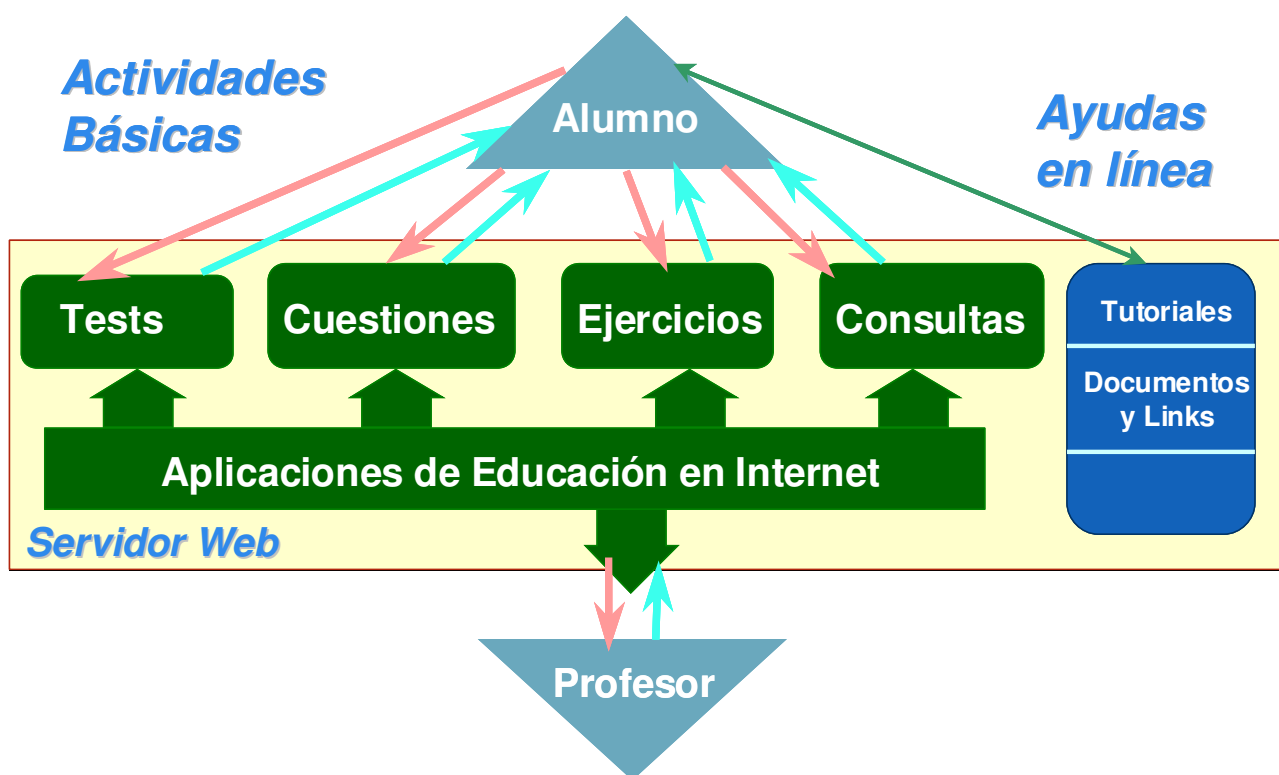 Actividades
Básicas
Alumno
Ayudas
en línea
Tests
Cuestiones
Ejercicios
Consultas
Tutoriales
Documentos
y Links
Aplicaciones de Educación en Internet
Servidor Web
Profesor